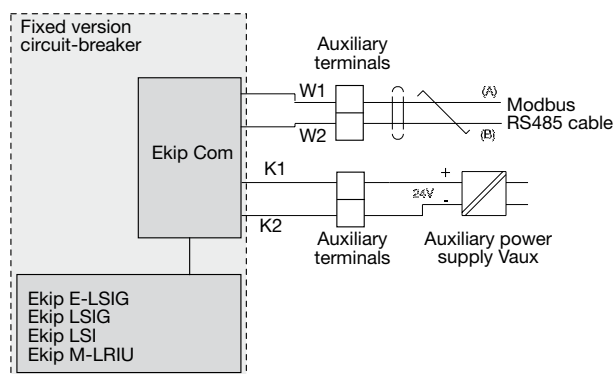 Fixed version
circuit-breaker
Auxiliary
terminals
W1
(A)
Modbus
RS485 cable
W2
(B)
Ekip Com
K1
+
24V
-
K2
Auxiliary
terminals
Auxiliary power
supply Vaux
Ekip E-LSIG
Ekip LSIG
Ekip LSI
Ekip M-LRIU